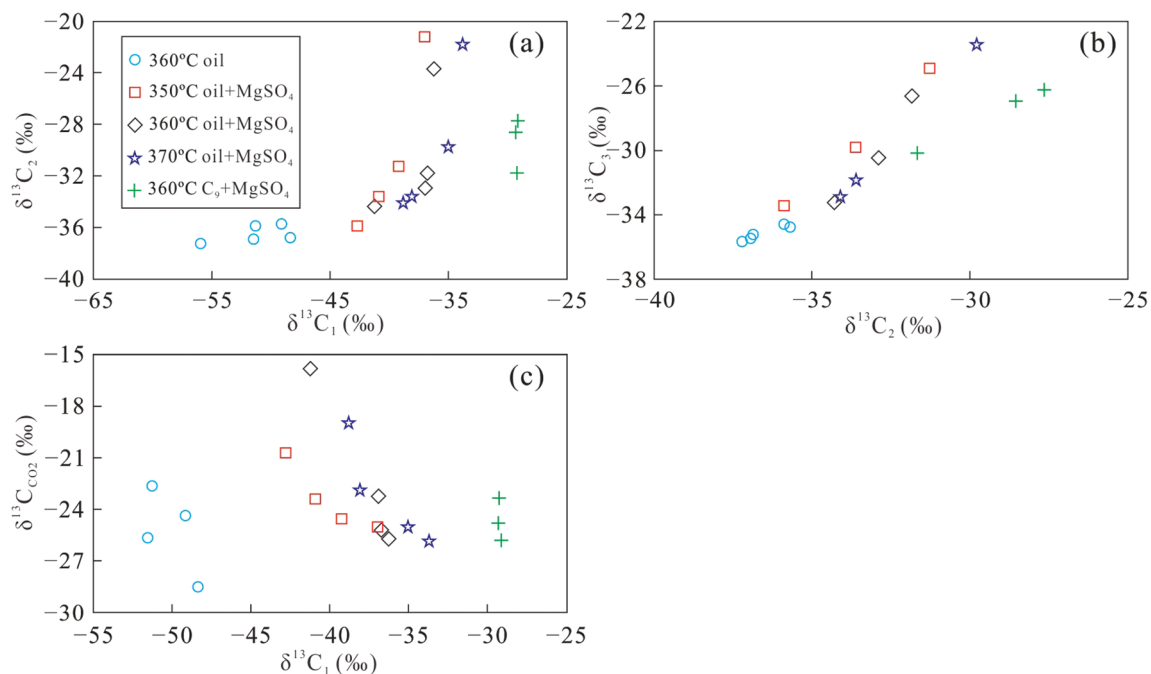 −20
−24
−28
−32
−36
−40
δ¹³C₂ (‰)
(a)
360ºC oil
350ºC oil+MgSO₄
360ºC oil+MgSO₄
370ºC oil+MgSO₄
360ºC C₉+MgSO₄
−65
−55
−45
−35
−25
δ¹³C₁ (‰)
−22
−26
−30
−34
−38
δ¹³C₃ (‰)
(b)
−40
−35
−30
−25
δ¹³C₂ (‰)
−15
−18
−21
−24
−27
−30
δ¹³C_CO2 (‰)
(c)
−55
−50
−45
−40
−35
−30
−25
δ¹³C₁ (‰)